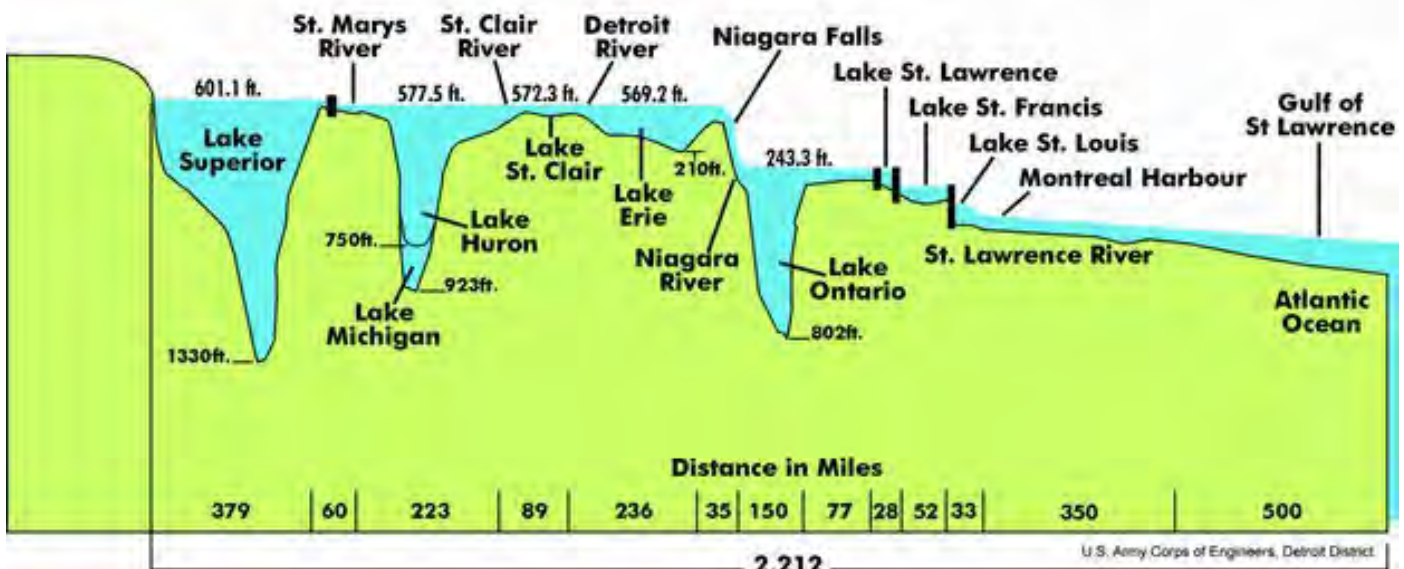 St. Marys
River
St. Clair
River
Detroit
River
Niagara Falls
Lake St. Lawrence
Lake St. Francis
Lake St. Louis
Montreal Harbour
Gulf of
St Lawrence
601.1 ft.
577.5 ft.
572.3 ft.
569.2 ft.
243.3 ft.
Lake
Superior
Lake
St. Clair
210ft.
Lake
Erie
Lake
Huron
750ft.
923ft.
Lake
Michigan
1330ft.
Niagara
River
Lake
Ontario
802ft.
St. Lawrence River
Atlantic
Ocean
Distance in Miles
379 60 223 89 236 35 150 77 28 52 33 350 500
U.S. Army Corps of Engineers, Detroit District
2,212